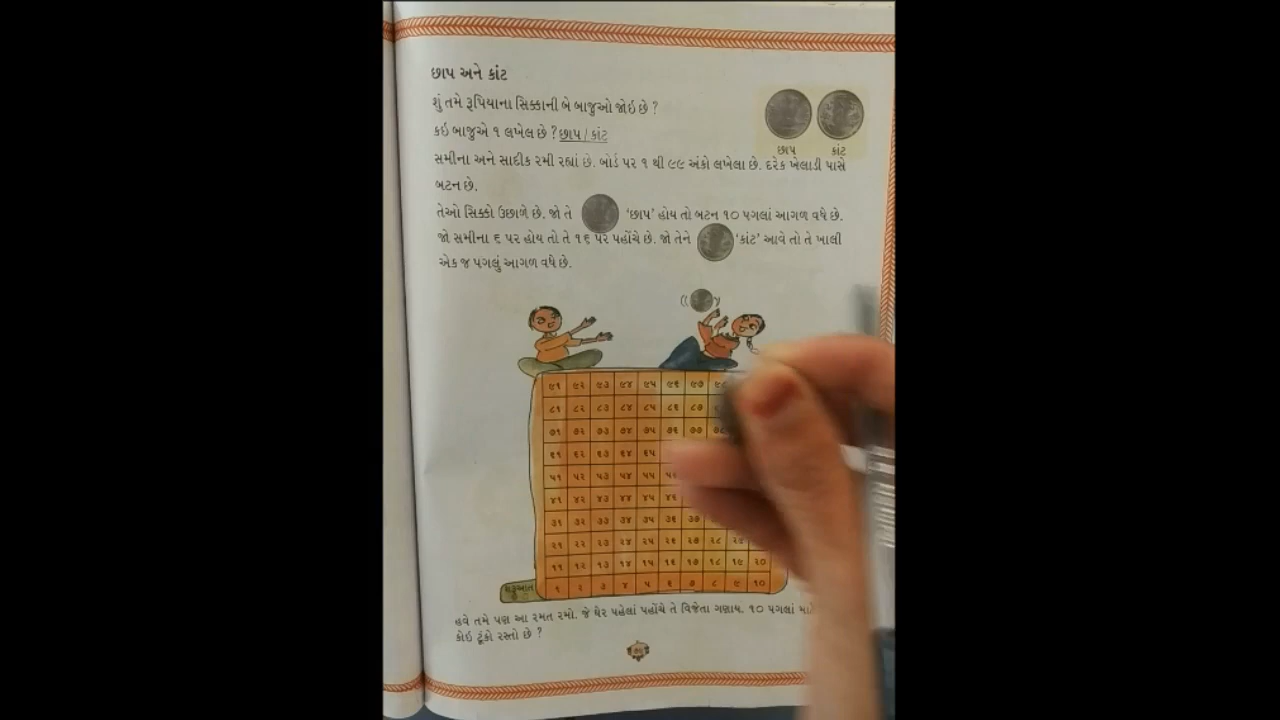 છાપ અને કાંટ
શું તમે રૂપિયાના સિક્કાની બે બાજુઓ જોઇ છે ?
કઇ બાજુએ ૧ લખેલ છે ? છાપ / કાંટ
છાપ કાંટ
સમીના અને સાદીક રમી રહ્યાં છે. બોર્ડ પર ૧ થી ૯૯ અંકો લખેલા છે. દરેક ખેલાડી પાસે
બટન છે.
તેઓ સિક્કો ઉછાળે છે. જો તે 'છાપ' હોય તો બટન ૧૦ પગલાં આગળ વધે છે.
જો સમીના ૬ પર હોય તો તે ૧૬ પર પહોંચે છે. જો તેને 'કાંટ' આવે તો તે ખાલી
એક જ પગલું આગળ વધે છે.
૯૧ ૯૨ ૯૩ ૯૪ ૯૫ ૯૬ ૯૭ ૯૮
૮૧ ૮૨ ૮૩ ૮૪ ૮૫ ૮૬ ૮૭
૭૧ ૭૨ ૭૩ ૭૪ ૭૫ ૭૬ ૭૭ ૭૮
૬૧ ૬૨ ૬૩ ૬૪ ૬૫
૫૧ ૫૨ ૫૩ ૫૪ ૫૫
૪૧ ૪૨ ૪૩ ૪૪ ૪૫ ૪૬
૩૧ ૩૨ ૩૩ ૩૪ ૩૫ ૩૬ ૩૭
૨૧ ૨૨ ૨૩ ૨૪ ૨૫ ૨૬ ૨૭ ૨૮ ૨૯
૧૧ ૧૨ ૧૩ ૧૪ ૧૫ ૧૬ ૧૭ ૧૮ ૧૯ ૨૦
શરૂઆત ૧ ૨ ૩ ૪ ૫ ૬ ૭ ૮ ૯ ૧૦
હવે તમે પણ આ રમત રમો. જે ઘેર પહેલાં પહોંચે તે વિજેતા ગણાય. ૧૦ પગલાં
કોઇ ટૂંકો રસ્તો છે ?